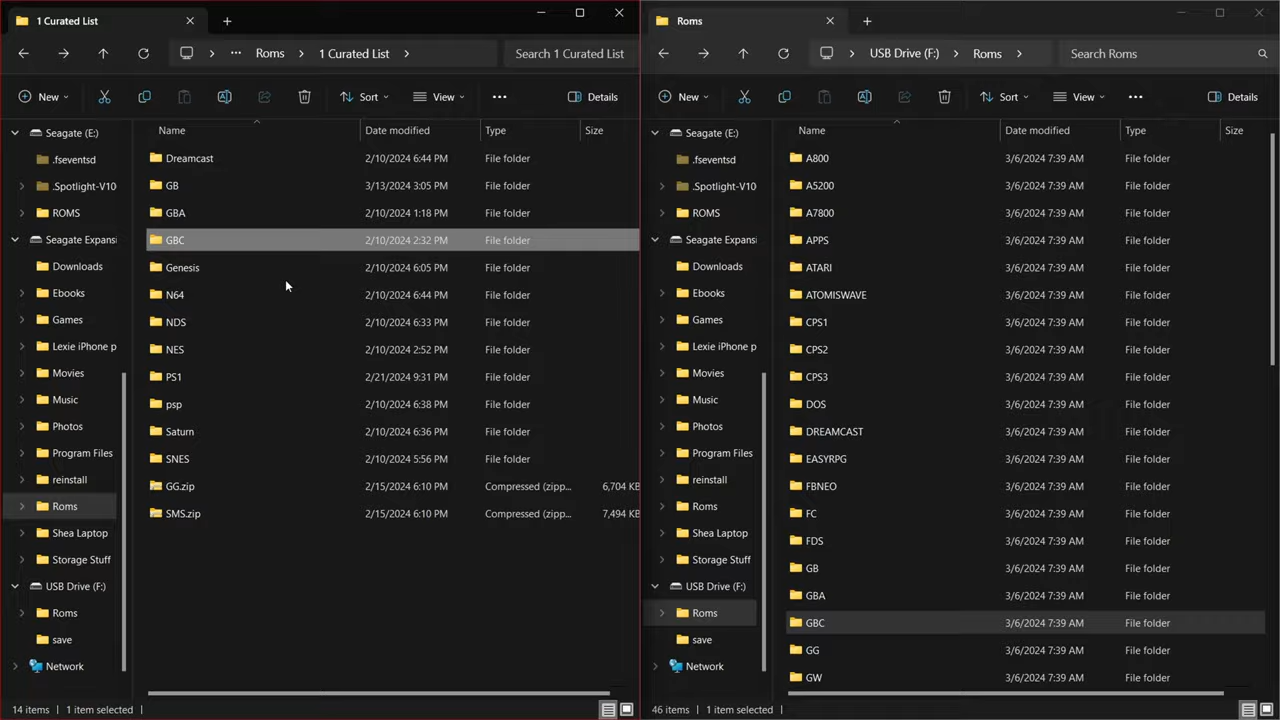 1 Curated List
Roms > 1 Curated List >
Search 1 Curated List
New
Sort
View
Details
Name Date modified Type Size
Seagate (E:)
.fseventsd
.Spotlight-V10
ROMS
Seagate Expansi
Downloads
Ebooks
Games
Lexie iPhone p
Movies
Music
Photos
Program Files
reinstall
Roms
Shea Laptop
Storage Stuff
USB Drive (F:)
Roms
save
Network
Dreamcast 2/10/2024 6:44 PM File folder
GB 3/13/2024 3:05 PM File folder
GBA 2/10/2024 1:18 PM File folder
GBC 2/10/2024 2:32 PM File folder
Genesis 2/10/2024 6:05 PM File folder
N64 2/10/2024 6:44 PM File folder
NDS 2/10/2024 6:33 PM File folder
NES 2/10/2024 2:52 PM File folder
PS1 2/21/2024 9:31 PM File folder
psp 2/10/2024 6:38 PM File folder
Saturn 2/10/2024 6:36 PM File folder
SNES 2/10/2024 5:56 PM File folder
GG.zip 2/15/2024 6:10 PM Compressed (zipp... 6,704 KB
SMS.zip 2/15/2024 6:10 PM Compressed (zipp... 7,494 KB
14 items 1 item selected
Roms
USB Drive (F:) > Roms >
Search Roms
New
Sort
View
Details
Name Date modified Type Size
Seagate (E:)
.fseventsd
.Spotlight-V10
ROMS
Seagate Expansi
Downloads
Ebooks
Games
Lexie iPhone p
Movies
Music
Photos
Program Files
reinstall
Roms
Shea Laptop
Storage Stuff
USB Drive (F:)
Roms
save
Network
A800 3/6/2024 7:39 AM File folder
A5200 3/6/2024 7:39 AM File folder
A7800 3/6/2024 7:39 AM File folder
APPS 3/6/2024 7:39 AM File folder
ATARI 3/6/2024 7:39 AM File folder
ATOMISWAVE 3/6/2024 7:39 AM File folder
CPS1 3/6/2024 7:39 AM File folder
CPS2 3/6/2024 7:39 AM File folder
CPS3 3/6/2024 7:39 AM File folder
DOS 3/6/2024 7:39 AM File folder
DREAMCAST 3/6/2024 7:39 AM File folder
EASYRPG 3/6/2024 7:39 AM File folder
FBNEO 3/6/2024 7:39 AM File folder
FC 3/6/2024 7:39 AM File folder
FDS 3/6/2024 7:39 AM File folder
GB 3/6/2024 7:39 AM File folder
GBA 3/6/2024 7:39 AM File folder
GBC 3/6/2024 7:39 AM File folder
GG 3/6/2024 7:39 AM File folder
GW 3/6/2024 7:39 AM File folder
46 items 1 item selected